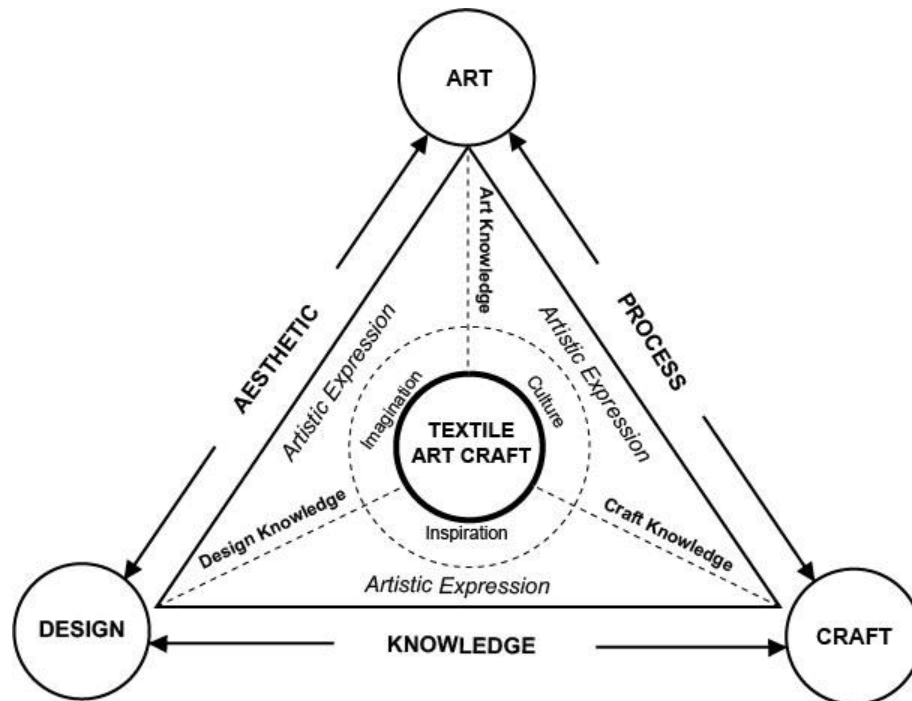 ART
Art Knowledge
AESTHETIC
PROCESS
Artistic Expression
Artistic Expression
Imagination
Culture
TEXTILE
ART CRAFT
Design Knowledge
Craft Knowledge
Inspiration
Artistic Expression
DESIGN
KNOWLEDGE
CRAFT